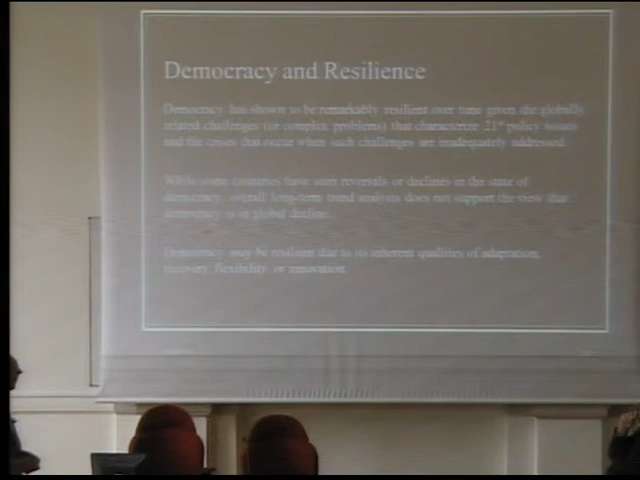 Democracy and Resilience
Democracy has shown to be remarkably resilient over time given the globally
related challenges (or complex problems) that characterize 21st policy issues
and the crises that occur when such challenges are inadequately addressed.
While some countries have seen reversals or declines in the state of
democracy, overall long-term trend analysis does not support the view that
democracy is in global decline.
Democracy may be resilient due to its inherent qualities of adaptation,
recovery, flexibility, or innovation.